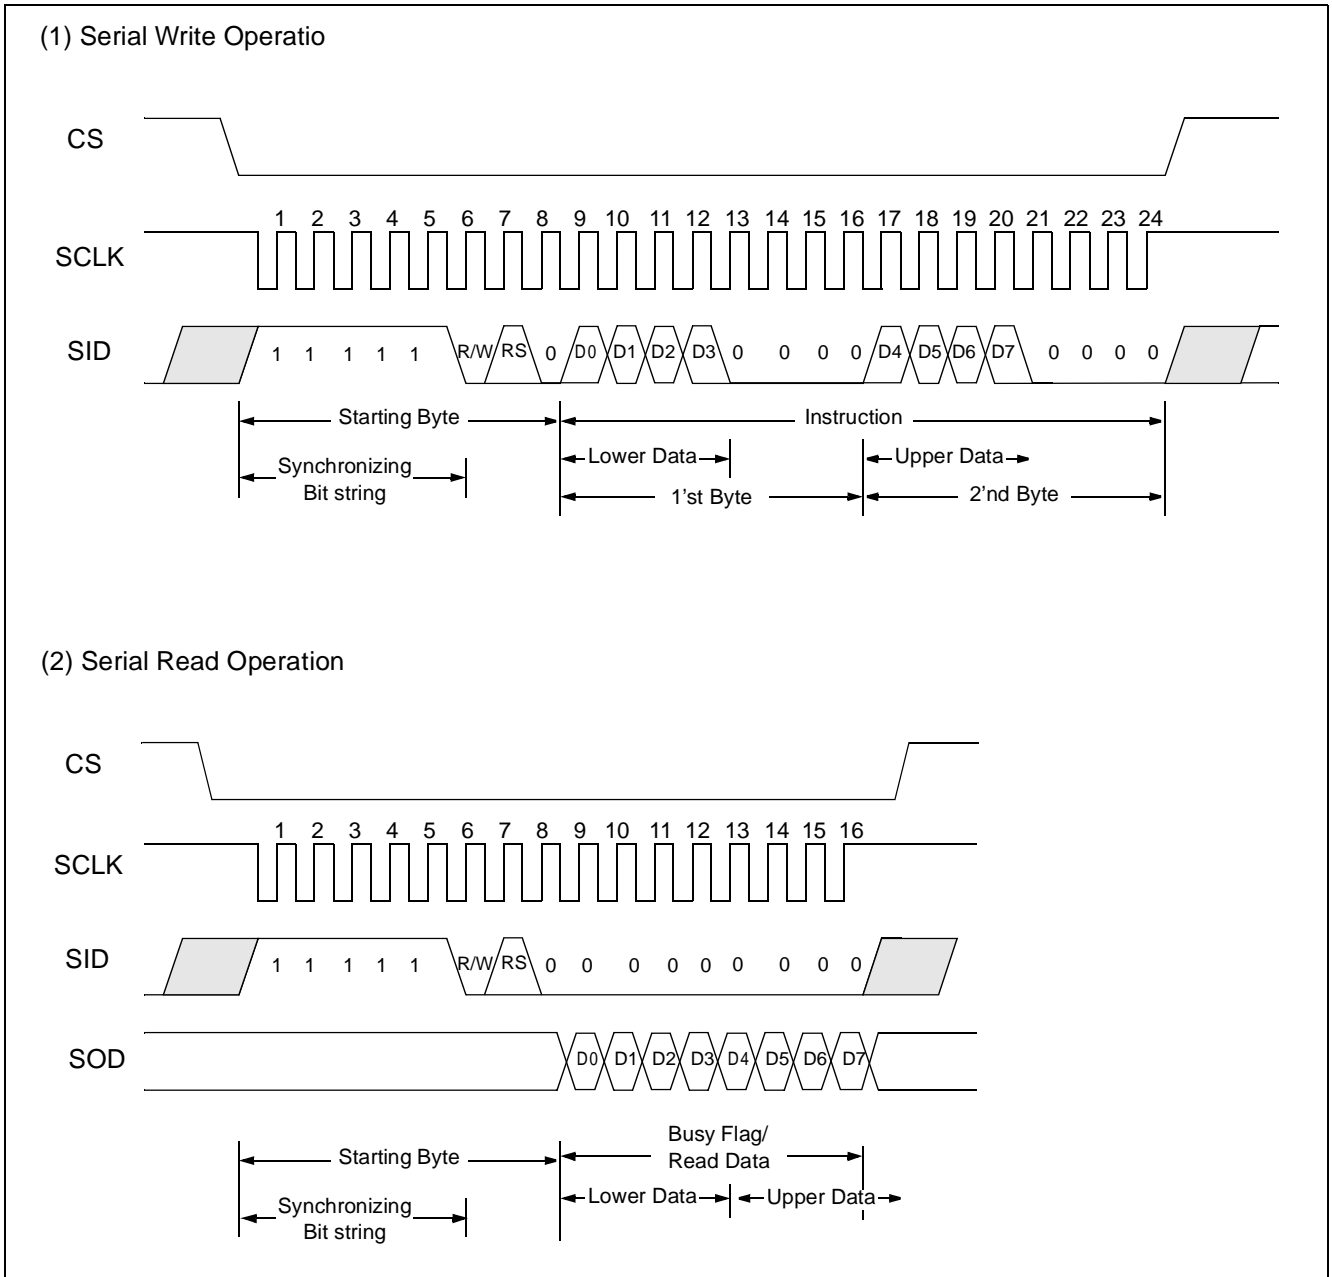 (1) Serial Write Operatio
CS
1 2 3 4 5 6 7 8 9 10 11 12 13 14 15 16 17 18 19 20 21 22 23 24
SCLK
SID 1 1 1 1 1 R/W RS 0 D0 D1 D2 D3 0 0 0 0 D4 D5 D6 D7 0 0 0 0
Starting Byte Instruction
Lower Data Upper Data
Synchronizing
Bit string
1'st Byte 2'nd Byte
(2) Serial Read Operation
CS
1 2 3 4 5 6 7 8 9 10 11 12 13 14 15 16
SCLK
SID 1 1 1 1 1 R/W RS 0 0 0 0 0 0 0 0 0
SOD D0 D1 D2 D3 D4 D5 D6 D7
Busy Flag/
Starting Byte Read Data
Lower Data Upper Data
Synchronizing
Bit string